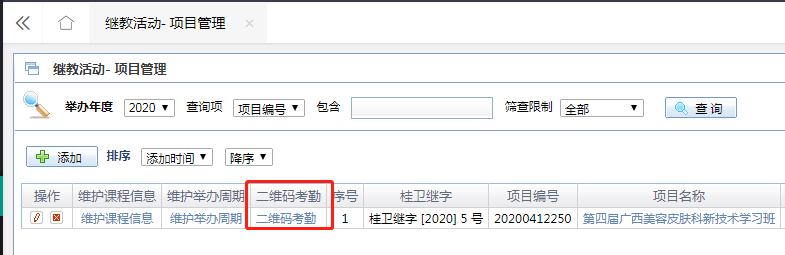 继教活动- 项目管理
继教活动- 项目管理
举办年度 2020 查询项 项目编号 包含 筛查限制 全部 查 询
添加 排序 添加时间 降序
操作 维护课程信息 维护举办周期 二维码考勤 序号 桂卫继字 项目编号 项目名称
维护课程信息 维护举办周期 二维码考勤 1 桂卫继字 [2020] 5 号 20200412250 第四届广西美容皮肤科新技术学习班